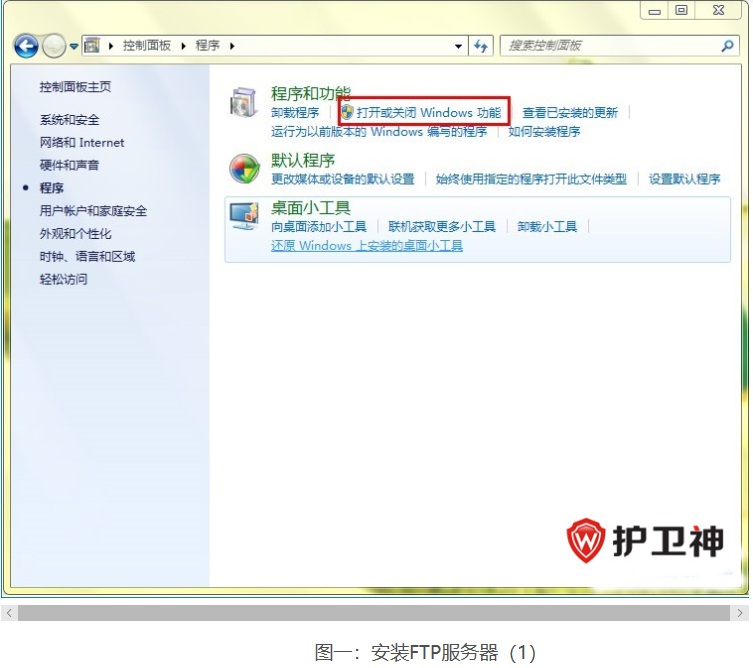 控制面板 程序
搜索控制面板
控制面板主页
系统和安全
网络和 Internet
硬件和声音
程序
用户帐户和家庭安全
外观和个性化
时钟、语言和区域
轻松访问
程序和功能
卸载程序 打开或关闭 Windows 功能 查看已安装的更新
运行为以前版本的 Windows 编写的程序 如何安装程序
默认程序
更改媒体或设备的默认设置 始终使用指定的程序打开此文件类型 设置默认程序
桌面小工具
向桌面添加小工具 联机获取更多小工具 卸载小工具
还原 Windows 上安装的桌面小工具
护卫神
图一：安装FTP服务器（1）